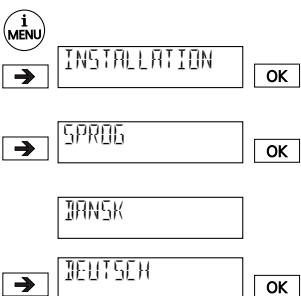 i
MENU
INSTALLATION
OK
SPROG
OK
DANSK
DEUTSCH
OK